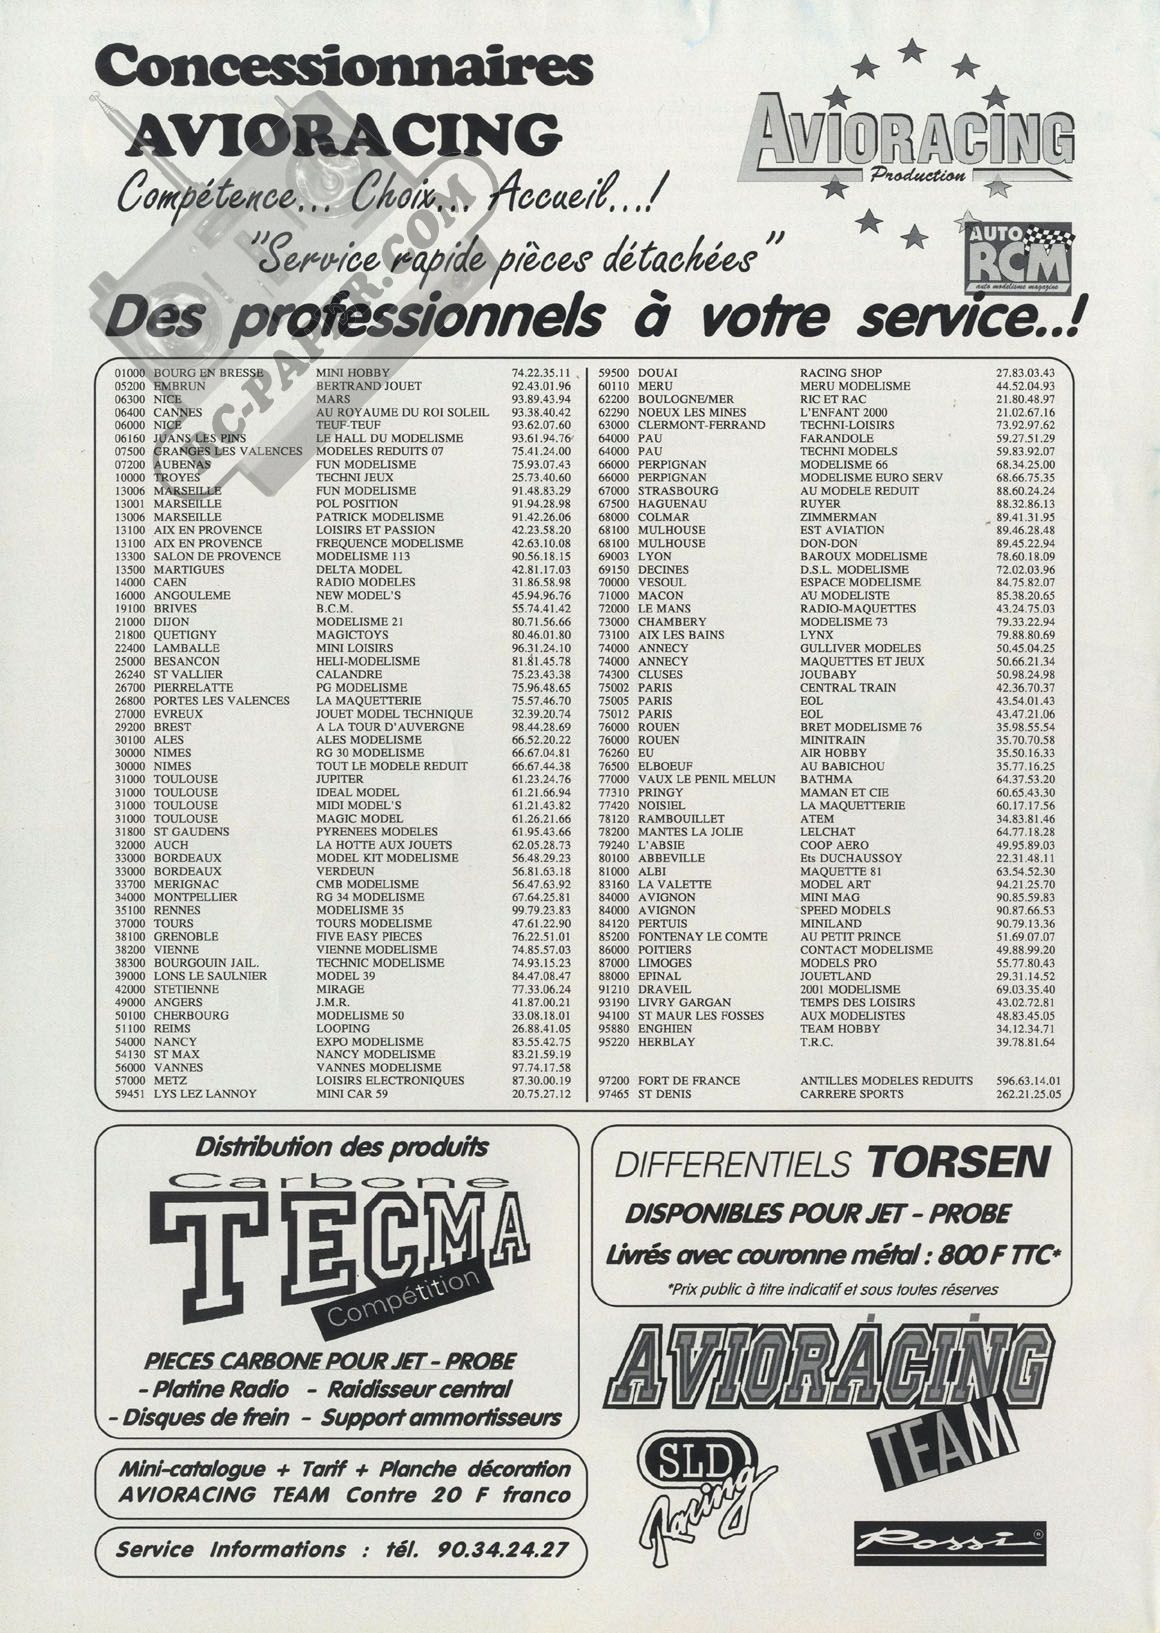 Concessionnaires
AVIORACING
Compétence... Choix... Accueil...!
"Service rapide pièces détachées"
AVIORACING
Production
AUTO
RCM
auto modelisme magazine
RC-PAPER.COM
Des professionnels à votre service..!
01000 BOURG EN BRESSE MINI HOBBY 74.22.35.11
05200 EMBRUN BERTRAND JOUET 92.43.01.96
06300 NICE MARS 93.89.43.94
06400 CANNES AU ROYAUME DU ROI SOLEIL 93.38.40.42
06000 NICE TEUF-TEUF 93.62.07.60
06160 JUANS LES PINS LE HALL DU MODELISME 93.61.94.76
07500 GRANGES LES VALENCES MODELES REDUITS 07 75.41.24.00
07200 AUBENAS FUN MODELISME 75.93.07.43
10000 TROYES TECHNI JEUX 25.73.40.60
13006 MARSEILLE FUN MODELISME 91.48.83.29
13001 MARSEILLE POL POSITION 91.94.28.98
13006 MARSEILLE PATRICK MODELISME 91.42.26.06
13100 AIX EN PROVENCE LOISIRS ET PASSION 42.23.58.20
13100 AIX EN PROVENCE FREQUENCE MODELISME 42.63.10.08
13300 SALON DE PROVENCE MODELISME 113 90.56.18.15
13500 MARTIGUES DELTA MODEL 42.81.17.03
14000 CAEN RADIO MODELES 31.86.58.98
16000 ANGOULEME NEW MODEL'S 45.94.96.76
19100 BRIVES B.C.M. 55.74.41.42
21000 DIJON MODELISME 21 80.71.56.66
21800 QUETIGNY MAGICTOYS 80.46.01.80
22400 LAMBALLE MINI LOISIRS 96.31.24.10
25000 BESANCON HELI-MODELISME 81.81.45.78
26240 ST VALLIER CALANDRE 75.23.43.38
26700 PIERRELATTE PG MODELISME 75.96.48.65
26800 PORTES LES VALENCES LA MAQUETTERIE 75.57.46.70
27000 EVREUX JOUET MODEL TECHNIQUE 32.39.20.74
29200 BREST A LA TOUR D'AUVERGNE 98.44.28.69
30100 ALES ALES MODELISME 66.52.20.22
30000 NIMES RG 30 MODELISME 66.67.04.81
30000 NIMES TOUT LE MODELE REDUIT 66.67.44.38
31000 TOULOUSE JUPITER 61.23.24.76
31000 TOULOUSE IDEAL MODEL 61.21.66.94
31000 TOULOUSE MIDI MODEL'S 61.21.43.82
31000 TOULOUSE MAGIC MODEL 61.26.21.66
31800 ST GAUDENS PYRENEES MODELES 61.95.43.66
32000 AUCH LA HOTTE AUX JOUETS 62.05.28.73
33000 BORDEAUX MODEL KIT MODELISME 56.48.29.23
33000 BORDEAUX VERDEUN 56.81.63.18
33700 MERIGNAC CMB MODELISME 56.47.63.92
34000 MONTPELLIER RG 34 MODELISME 67.64.25.81
35100 RENNES MODELISME 35 99.79.23.83
37000 TOURS TOURS MODELISME 47.61.22.90
38100 GRENOBLE FIVE EASY PIECES 76.22.51.01
38200 VIENNE VIENNE MODELISME 74.85.57.03
38300 BOURGOUIN JAIL. TECHNIC MODELISME 74.93.15.23
39000 LONS LE SAULNIER MODEL 39 84.47.08.47
42000 STETIENNE MIRAGE 77.33.06.24
49000 ANGERS J.M.R. 41.87.00.21
50100 CHERBOURG MODELISME 50 33.08.18.01
51100 REIMS LOOPING 26.88.41.05
54000 NANCY EXPO MODELISME 83.55.42.75
54130 ST MAX NANCY MODELISME 83.21.59.19
56000 VANNES VANNES MODELISME 97.74.17.58
57000 METZ LOISIRS ELECTRONIQUES 87.30.00.19
59451 LYS LEZ LANNOY MINI CAR 59 20.75.27.12
59500 DOUAI RACING SHOP 27.83.03.43
60110 MERU MERU MODELISME 44.52.04.93
62200 BOULOGNE/MER RIC ET RAC 21.80.48.97
62290 NOEUX LES MINES L'ENFANT 2000 21.02.67.16
63000 CLERMONT-FERRAND TECHNI-LOISIRS 73.92.97.62
64000 PAU FARANDOLE 59.27.51.29
64000 PAU TECHNI MODELS 59.83.92.07
66000 PERPIGNAN MODELISME 66 68.34.25.00
66000 PERPIGNAN MODELISME EURO SERV 68.66.75.35
67000 STRASBOURG AU MODELE REDUIT 88.60.24.24
67500 HAGUENAU RUYER 88.32.86.13
68000 COLMAR ZIMMERMAN 89.41.31.95
68100 MULHOUSE EST AVIATION 89.46.28.48
68100 MULHOUSE DON-DON 89.45.22.94
69003 LYON BAROUX MODELISME 78.60.18.09
69150 DECINES D.S.L. MODELISME 72.02.03.96
70000 VESOUL ESPACE MODELISME 84.75.82.07
71000 MACON AU MODELISTE 85.38.20.65
72000 LE MANS RADIO-MAQUETTES 43.24.75.03
73000 CHAMBERY MODELISME 73 79.33.22.94
73100 AIX LES BAINS LYNX 79.88.80.69
74000 ANNECY GULLIVER MODELES 50.45.04.25
74000 ANNECY MAQUETTES ET JEUX 50.66.21.34
74300 CLUSES JOUBABY 50.98.24.98
75002 PARIS CENTRAL TRAIN 42.36.70.37
75005 PARIS EOL 43.54.01.43
75012 PARIS EOL 43.47.21.06
76000 ROUEN BRET MODELISME 76 35.98.55.54
76000 ROUEN MINITRAIN 35.70.70.58
76260 EU AIR HOBBY 35.50.16.33
76500 ELBOEUF AU BABICHOU 35.77.16.25
77000 VAUX LE PENIL MELUN BATHMA 64.37.53.20
77310 PRINGY MAMAN ET CIE 60.65.43.30
77420 NOISIEL LA MAQUETTERIE 60.17.17.56
78120 RAMBOUILLET ATEM 34.83.81.46
78200 MANTES LA JOLIE LELCHAT 64.77.18.28
79240 L'ABSIE COOP AERO 49.95.89.03
80100 ABBEVILLE Ets DUCHAUSSOY 22.31.48.11
81000 ALBI MAQUETTE 81 63.54.52.30
83160 LA VALETTE MODEL ART 94.21.25.70
84000 AVIGNON MINI MAG 90.85.59.83
84000 AVIGNON SPEED MODELS 90.87.66.53
84120 PERTUIS MINILAND 90.79.13.36
85200 FONTENAY LE COMTE AU PETIT PRINCE 51.69.07.07
86000 POITIERS CONTACT MODELISME 49.88.99.20
87000 LIMOGES MODELS PRO 55.77.80.43
88000 EPINAL JOUETLAND 29.31.14.52
91210 DRAVEIL 2001 MODELISME 69.03.35.40
93190 LIVRY GARGAN TEMPS DES LOISIRS 43.02.72.81
94100 ST MAUR LES FOSSES AUX MODELISTES 48.83.45.05
95880 ENGHIEN TEAM HOBBY 34.12.34.71
95220 HERBLAY T.R.C. 39.78.81.64
97200 FORT DE FRANCE ANTILLES MODELES REDUITS 596.63.14.01
97465 ST DENIS CARRERE SPORTS 262.21.25.05
Distribution des produits
Carbone
TECMA
Compétition
PIECES CARBONE POUR JET - PROBE
- Platine Radio - Raidisseur central
- Disques de frein - Support ammortisseurs
Mini-catalogue + Tarif + Planche décoration
AVIORACING TEAM Contre 20 F franco
Service Informations : tél. 90.34.24.27
DIFFERENTIELS TORSEN
DISPONIBLES POUR JET - PROBE
Livrés avec couronne métal : 800 F TTC*
*Prix public à titre indicatif et sous toutes réserves
AVIORACING
TEAM
SLD
Racing
Rossi ®